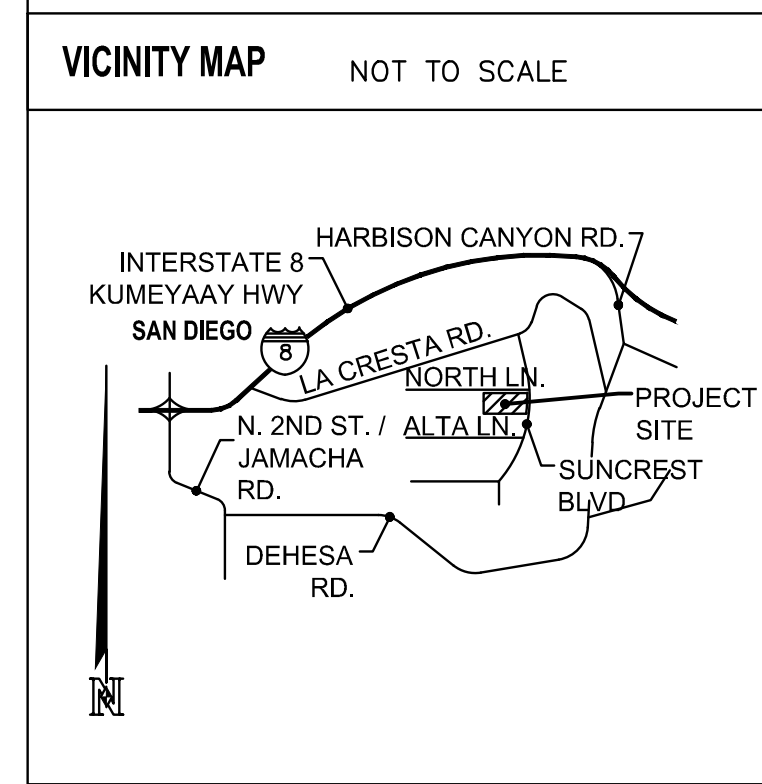 VICINITY MAP
NOT TO SCALE
HARBISON CANYON RD.
INTERSTATE 8
KUMEYAAY HWY
SAN DIEGO
8
LA CRESTA RD.
NORTH LN.
PROJECT
SITE
N. 2ND ST. /
JAMACHA
RD.
ALTA LN.
SUNCREST
BLVD
DEHESA
RD.
N